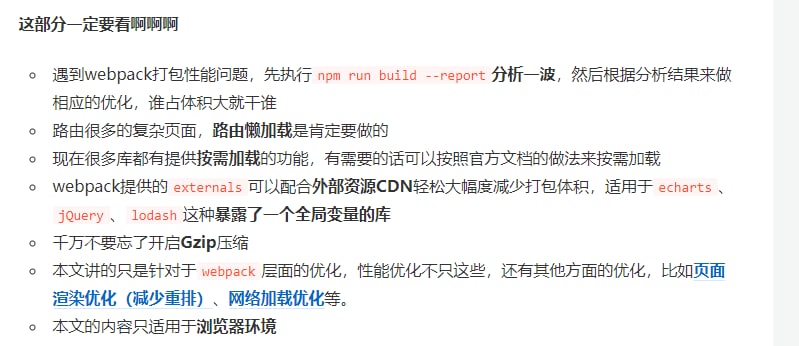 这部分一定要看啊啊啊
遇到webpack打包性能问题，先执行 npm run build --report 分析一波，然后根据分析结果来做
相应的优化，谁占体积大就干谁
路由很多的复杂页面，路由懒加载是肯定要做的
现在很多库都有提供按需加载的功能，有需要的话可以按照官方文档的做法来按需加载
webpack提供的 externals 可以配合外部资源CDN轻松大幅度减少打包体积，适用于 echarts 、
jQuery 、 lodash 这种暴露了一个全局变量的库
千万不要忘了开启Gzip压缩
本文讲的只是针对于 webpack 层面的优化，性能优化不只这些，还有其他方面的优化，比如页面
渲染优化（减少重排）、网络加载优化等。
本文的内容只适用于浏览器环境